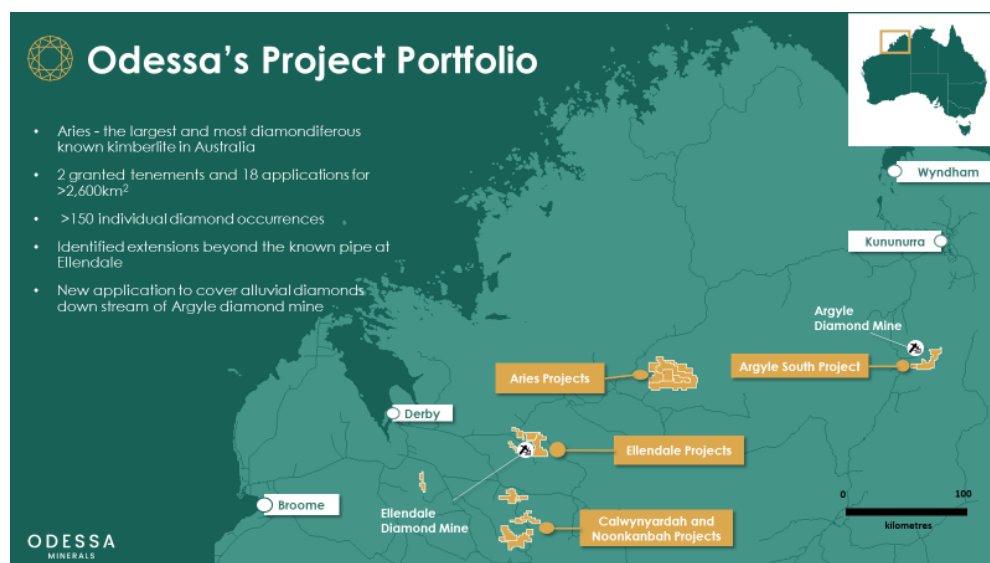 Odessa's Project Portfolio
• Aries - the largest and most diamondiferous
known kimberlite in Australia
• 2 granted tenements and 18 applications for
>2,600km²
• >150 individual diamond occurrences
• Identified extensions beyond the known pipe at
Ellendale
• New application to cover alluvial diamonds
down stream of Argyle diamond mine
Wyndham
Kununurra
Argyle
Diamond Mine
Argyle South Project
Aries Projects
Derby
Ellendale Projects
Broome
Ellendale
Diamond Mine
Calwynyardah and
Noonkanbah Projects
0 100
kilometres
ODESSA
MINERALS